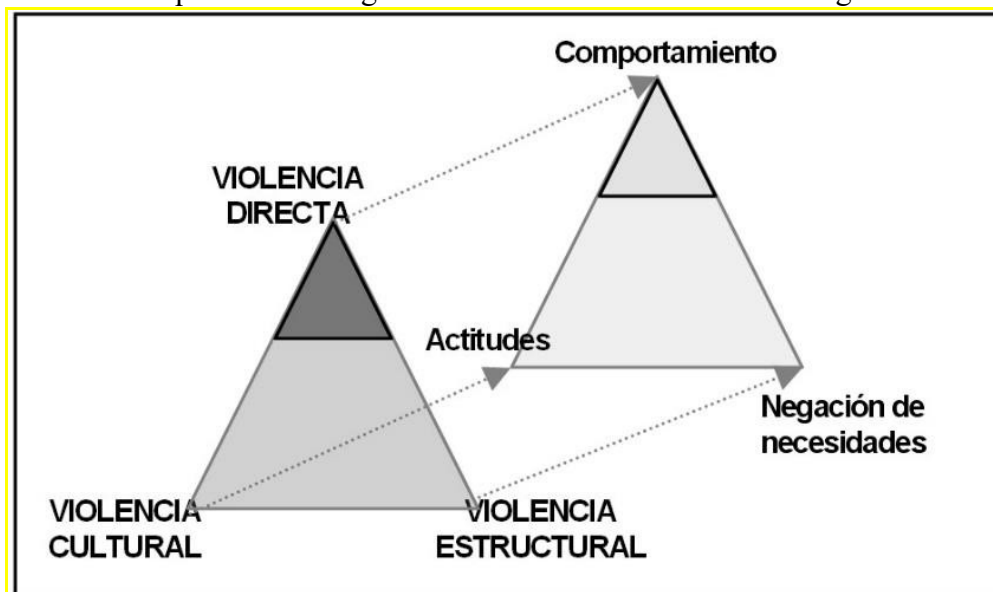 Comportamiento
VIOLENCIA
DIRECTA
Actitudes
Negación de
necesidades
VIOLENCIA
CULTURAL
VIOLENCIA
ESTRUCTURAL